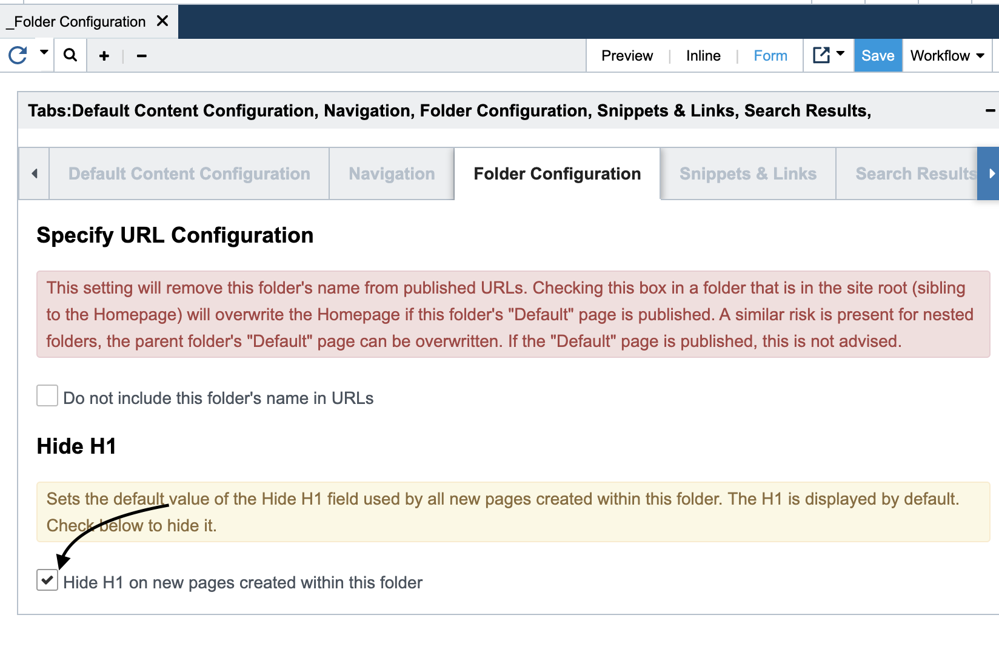 _Folder Configuration
Preview | Inline | Form Save Workflow
Tabs:Default Content Configuration, Navigation, Folder Configuration, Snippets & Links, Search Results,
Default Content Configuration Navigation Folder Configuration Snippets & Links Search Results
Specify URL Configuration
This setting will remove this folder's name from published URLs. Checking this box in a folder that is in the site root (sibling
to the Homepage) will overwrite the Homepage if this folder's "Default" page is published. A similar risk is present for nested
folders, the parent folder's "Default" page can be overwritten. If the "Default" page is published, this is not advised.
Do not include this folder's name in URLs
Hide H1
Sets the default value of the Hide H1 field used by all new pages created within this folder. The H1 is displayed by default.
Check below to hide it.
Hide H1 on new pages created within this folder